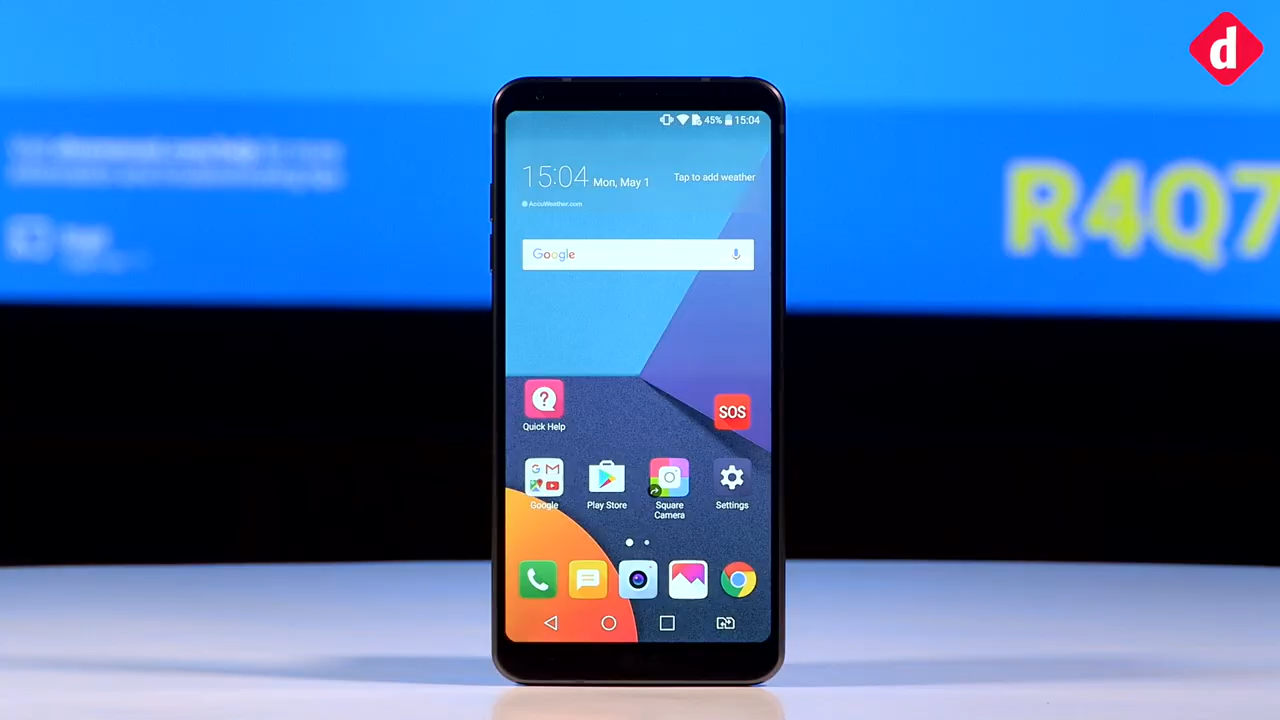 d
45% 15:04
15:04 Mon, May 1
Tap to add weather
AccuWeather.com
Google
Quick Help
SOS
G M
Google
Play Store
Square
Camera
Settings
R4Q7